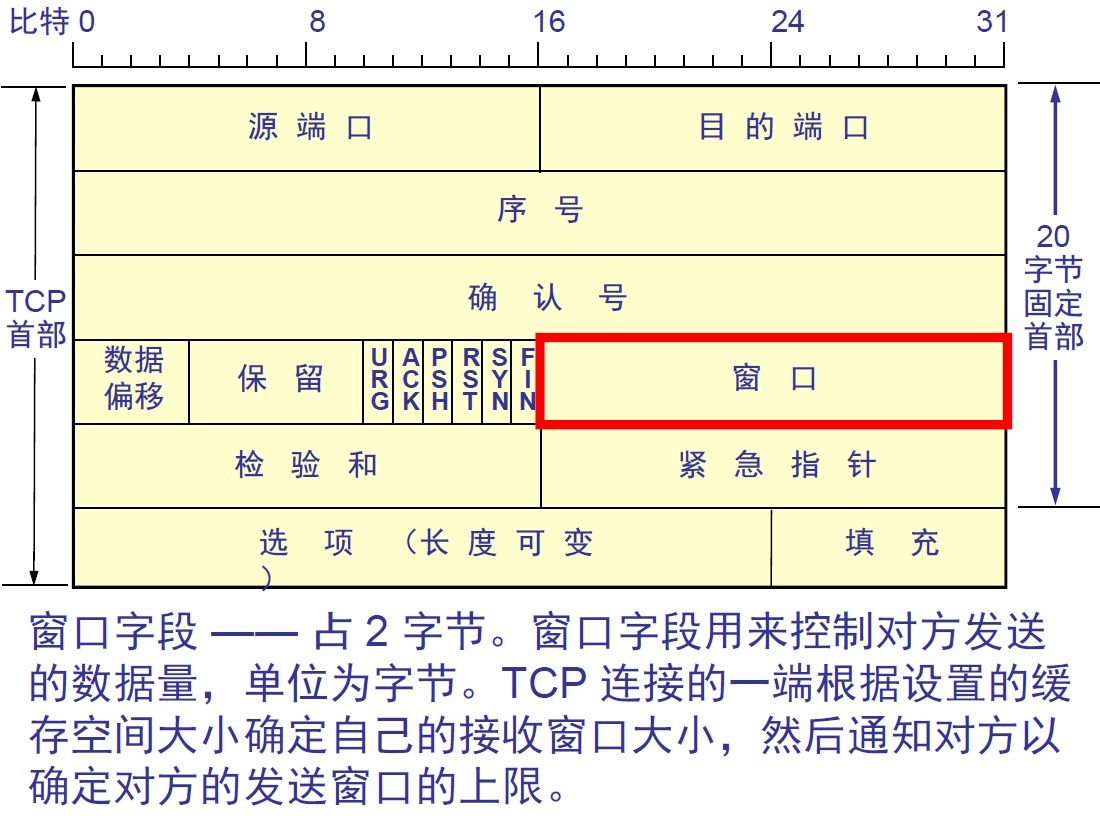 比特 0 8 16 24 31
源 端 口 目 的 端 口
序 号
确 认 号
TCP
首部
20
字节
固定
首部
数据
偏移
保 留
URG
ACK
PSH
RST
SYN
FIN
窗 口
检 验 和 紧 急 指 针
选 项 （长 度 可 变
）
填 充
窗口字段 —— 占 2 字节。窗口字段用来控制对方发送
的数据量，单位为字节。TCP 连接的一端根据设置的缓
存空间大小确定自己的接收窗口大小，然后通知对方以
确定对方的发送窗口的上限。